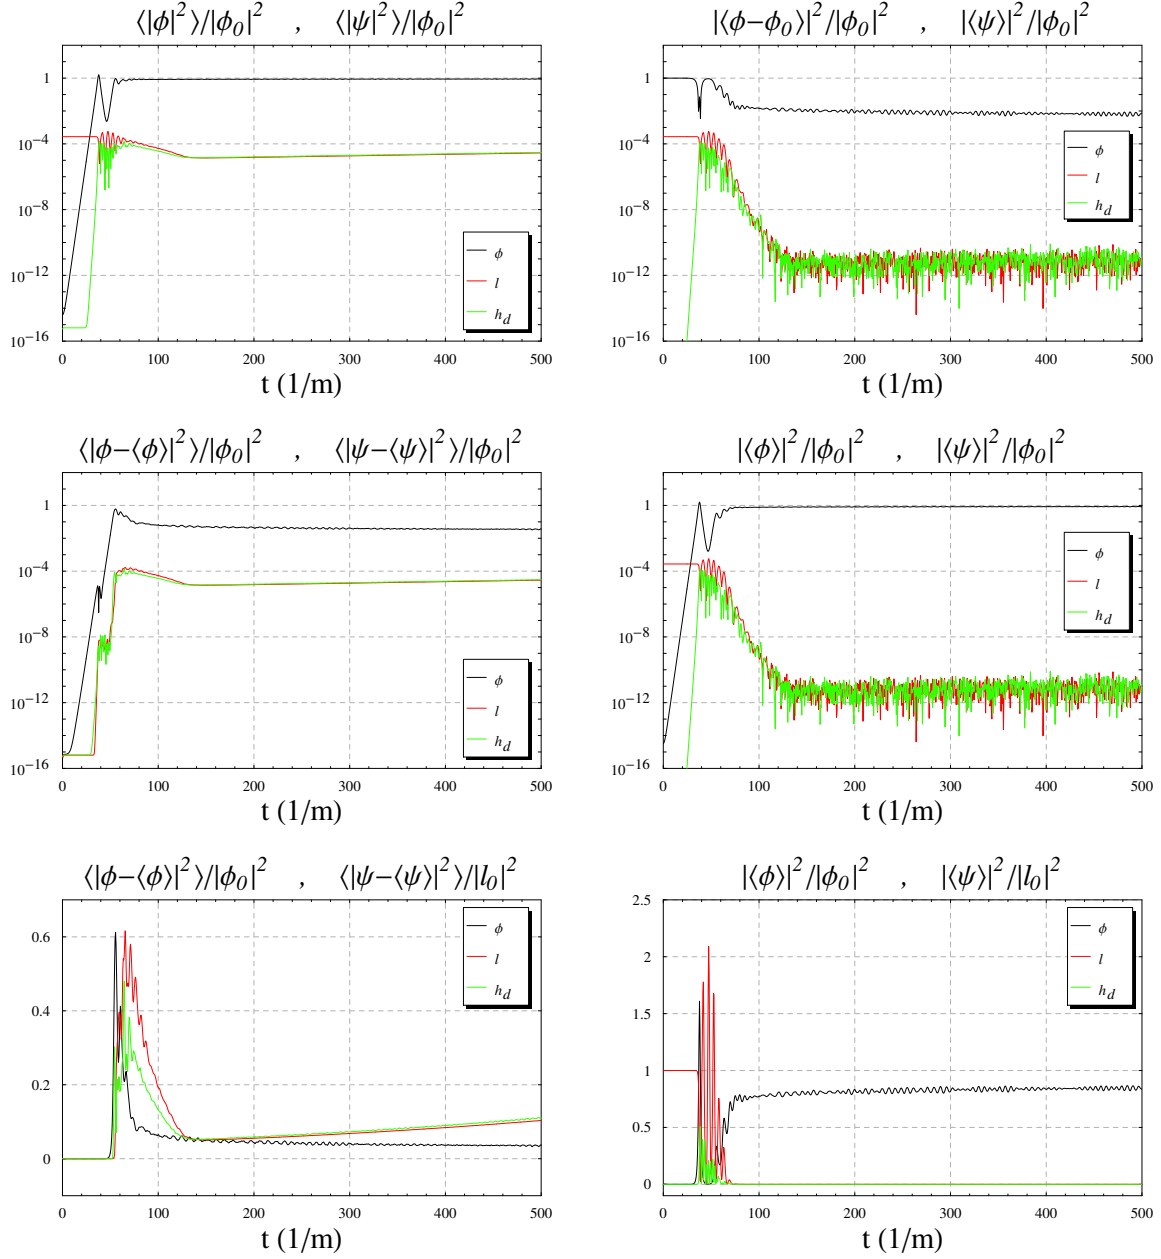 ⟨|ϕ|²⟩/|ϕ₀|² , ⟨|ψ|²⟩/|ϕ₀|²
1
10⁻⁴
10⁻⁸
10⁻¹²
10⁻¹⁶
ϕ
l
h_d
0 100 200 300 400 500
t (1/m)
|⟨ϕ−ϕ₀⟩|²/|ϕ₀|² , |⟨ψ⟩|²/|ϕ₀|²
1
10⁻⁴
10⁻⁸
10⁻¹²
10⁻¹⁶
ϕ
l
h_d
0 100 200 300 400 500
t (1/m)
⟨|ϕ−⟨ϕ⟩|²⟩/|ϕ₀|² , ⟨|ψ−⟨ψ⟩|²⟩/|ϕ₀|²
1
10⁻⁴
10⁻⁸
10⁻¹²
10⁻¹⁶
ϕ
l
h_d
0 100 200 300 400 500
t (1/m)
|⟨ϕ⟩|²/|ϕ₀|² , |⟨ψ⟩|²/|ϕ₀|²
1
10⁻⁴
10⁻⁸
10⁻¹²
10⁻¹⁶
ϕ
l
h_d
0 100 200 300 400 500
t (1/m)
⟨|ϕ−⟨ϕ⟩|²⟩/|ϕ₀|² , ⟨|ψ−⟨ψ⟩|²⟩/|l₀|²
0.6
0.4
0.2
0
ϕ
l
h_d
0 100 200 300 400 500
t (1/m)
|⟨ϕ⟩|²/|ϕ₀|² , |⟨ψ⟩|²/|l₀|²
2.5
2
1.5
1
0.5
0
ϕ
l
h_d
0 100 200 300 400 500
t (1/m)